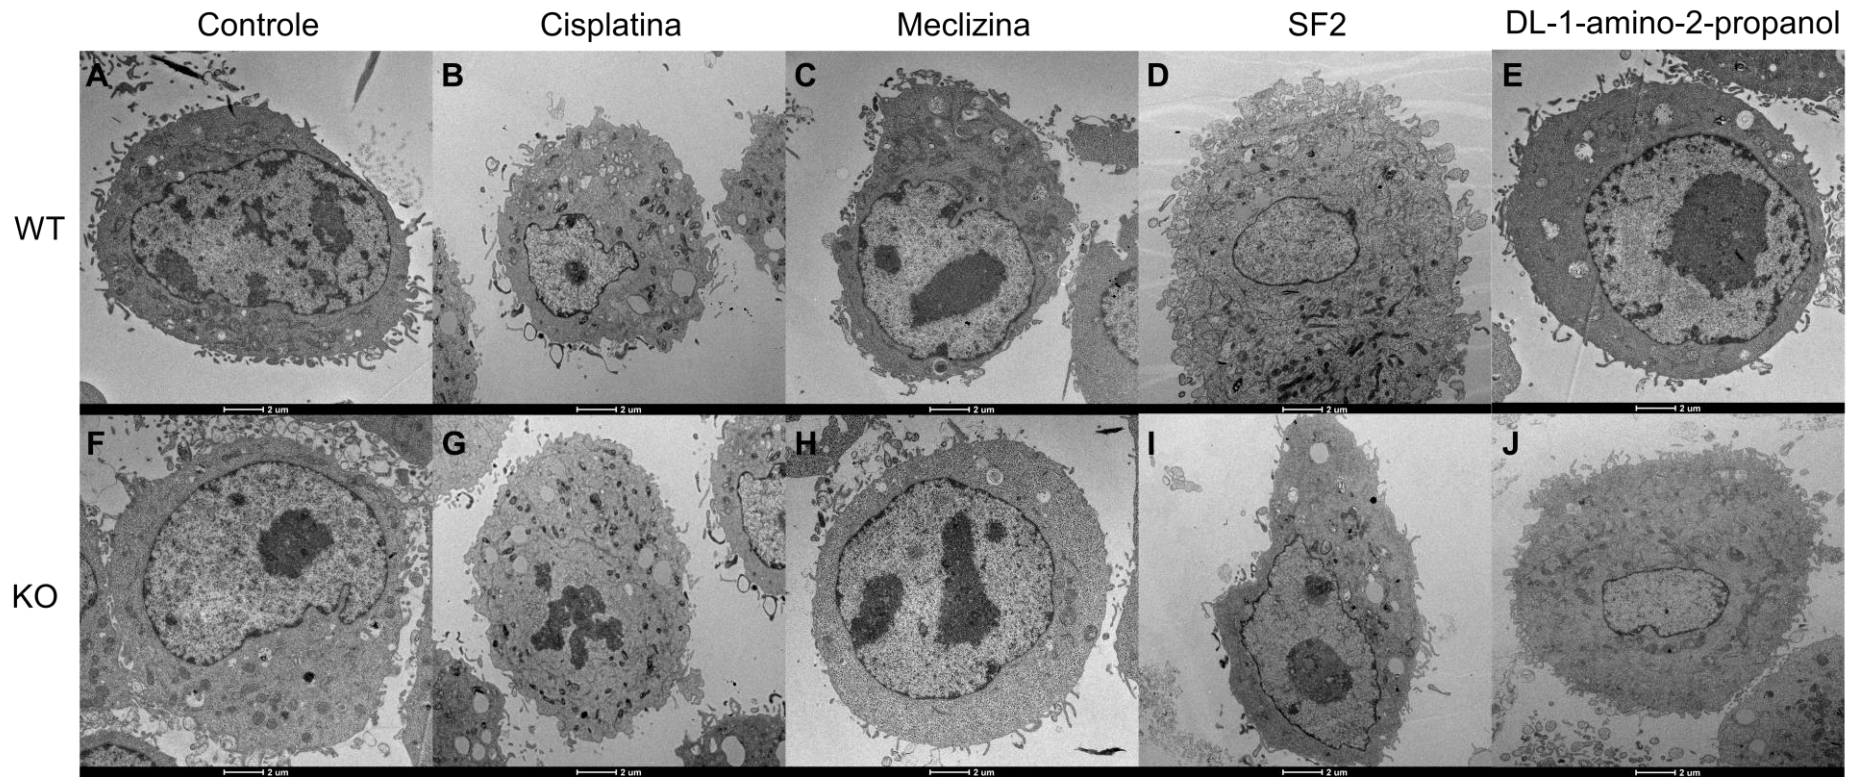 Controle Cisplatina Meclizina SF2 DL-1-amino-2-propanol
A B C D E
WT
2 um 2 um 2 um 2 um 2 um
F G H I J
KO
2 um 2 um 2 um 2 um 2 um